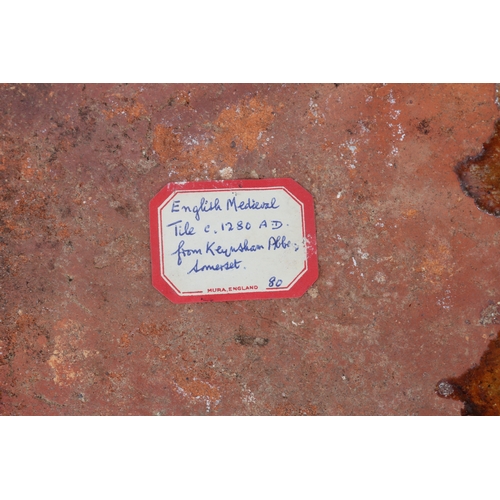 English Medieval
Tile c. 1280 A.D.
from Keynsham Abbey
Somerset.
MURA, ENGLAND
80